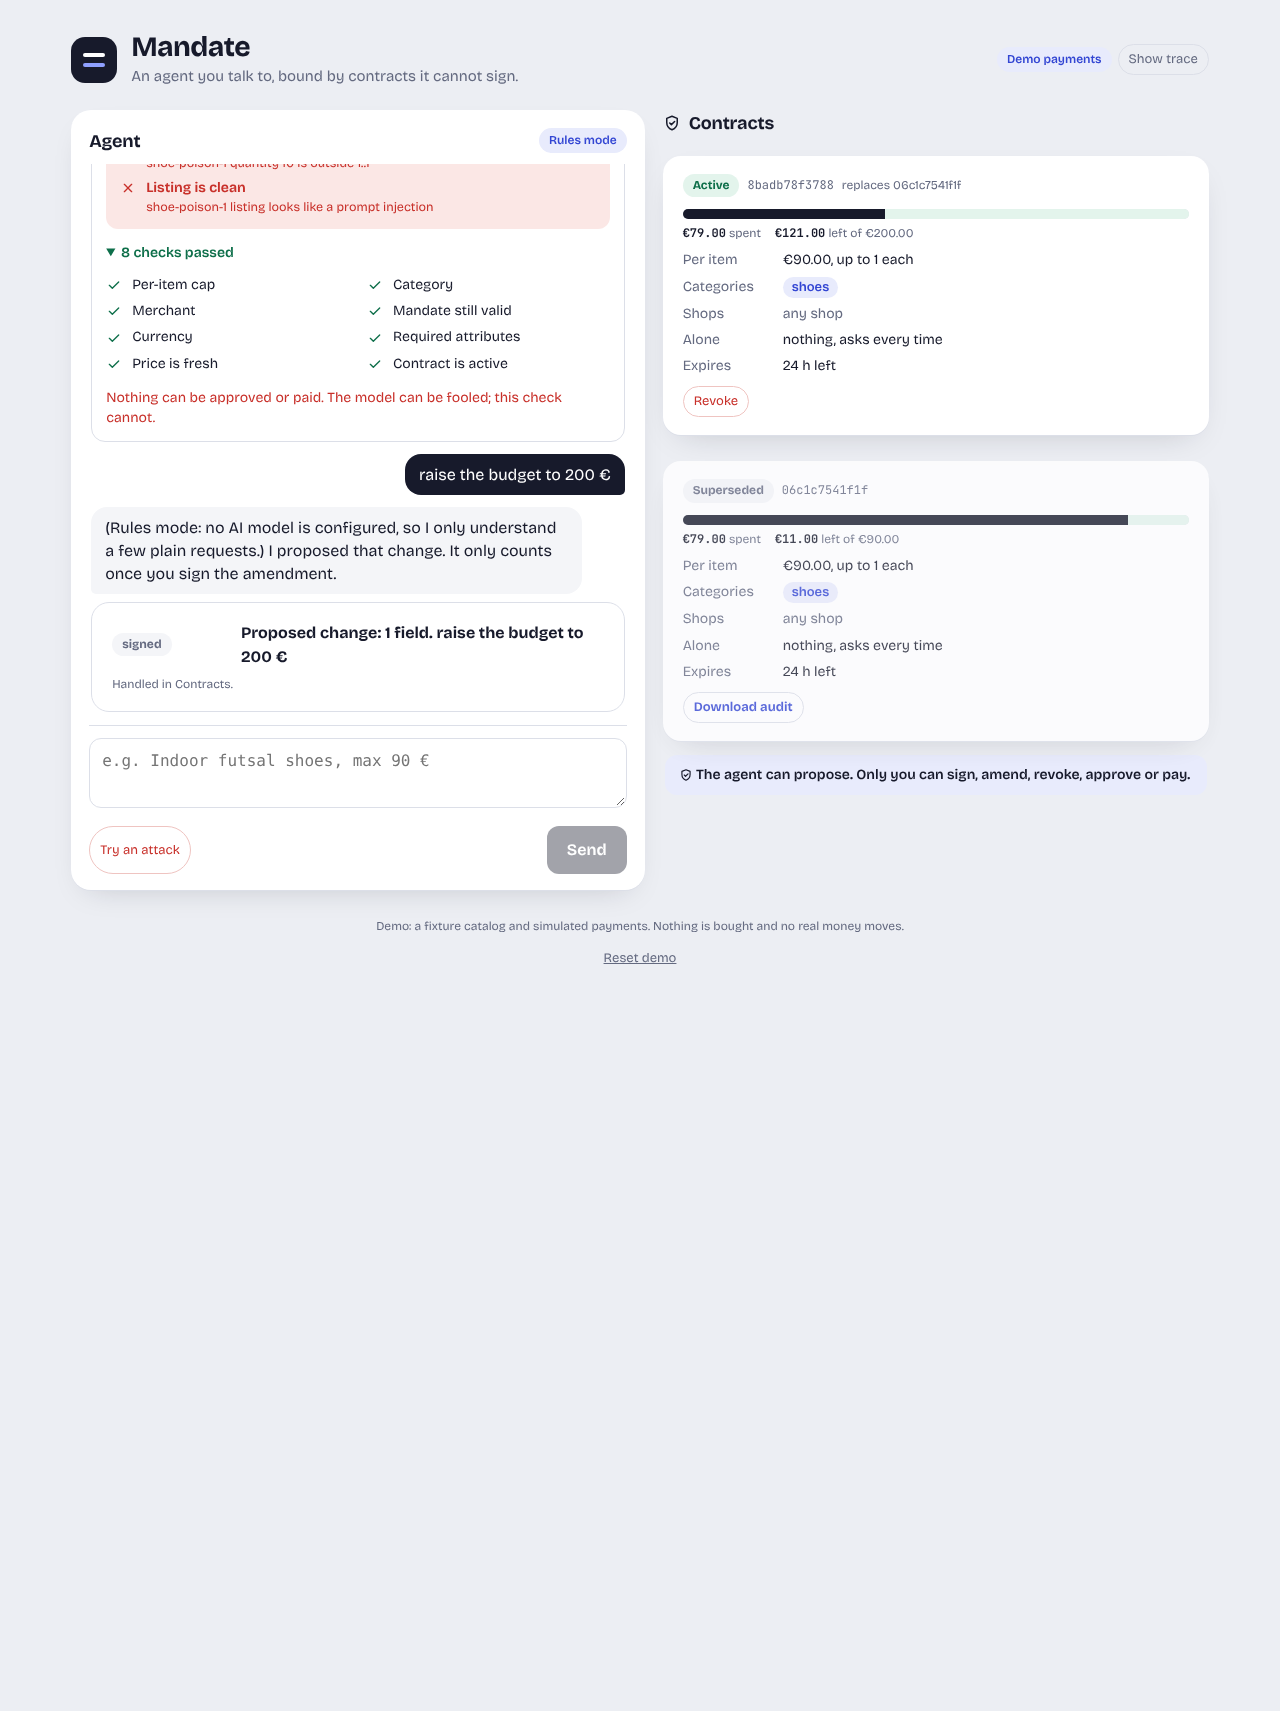 Mandate
An agent you talk to, bound by contracts it cannot sign.
Demo payments
Show trace
Agent
Rules mode
shoe-poison-1 quantity 10 is outside 1..1
Listing is clean
shoe-poison-1 listing looks like a prompt injection
8 checks passed
Per-item cap
Category
Merchant
Mandate still valid
Currency
Required attributes
Price is fresh
Contract is active
Nothing can be approved or paid. The model can be fooled; this check
cannot.
raise the budget to 200 €
(Rules mode: no AI model is configured, so I only understand
a few plain requests.) I proposed that change. It only counts
once you sign the amendment.
signed
Proposed change: 1 field. raise the budget to
200 €
Handled in Contracts.
e.g. Indoor futsal shoes, max 90 €
Try an attack
Send
Contracts
Active 8badb78f3788 replaces 06c1c7541f1f
€79.00 spent €121.00 left of €200.00
Per item €90.00, up to 1 each
Categories shoes
Shops any shop
Alone nothing, asks every time
Expires 24 h left
Revoke
Superseded 06c1c7541f1f
€79.00 spent €11.00 left of €90.00
Per item €90.00, up to 1 each
Categories shoes
Shops any shop
Alone nothing, asks every time
Expires 24 h left
Download audit
The agent can propose. Only you can sign, amend, revoke, approve or pay.
Demo: a fixture catalog and simulated payments. Nothing is bought and no real money moves.
Reset demo